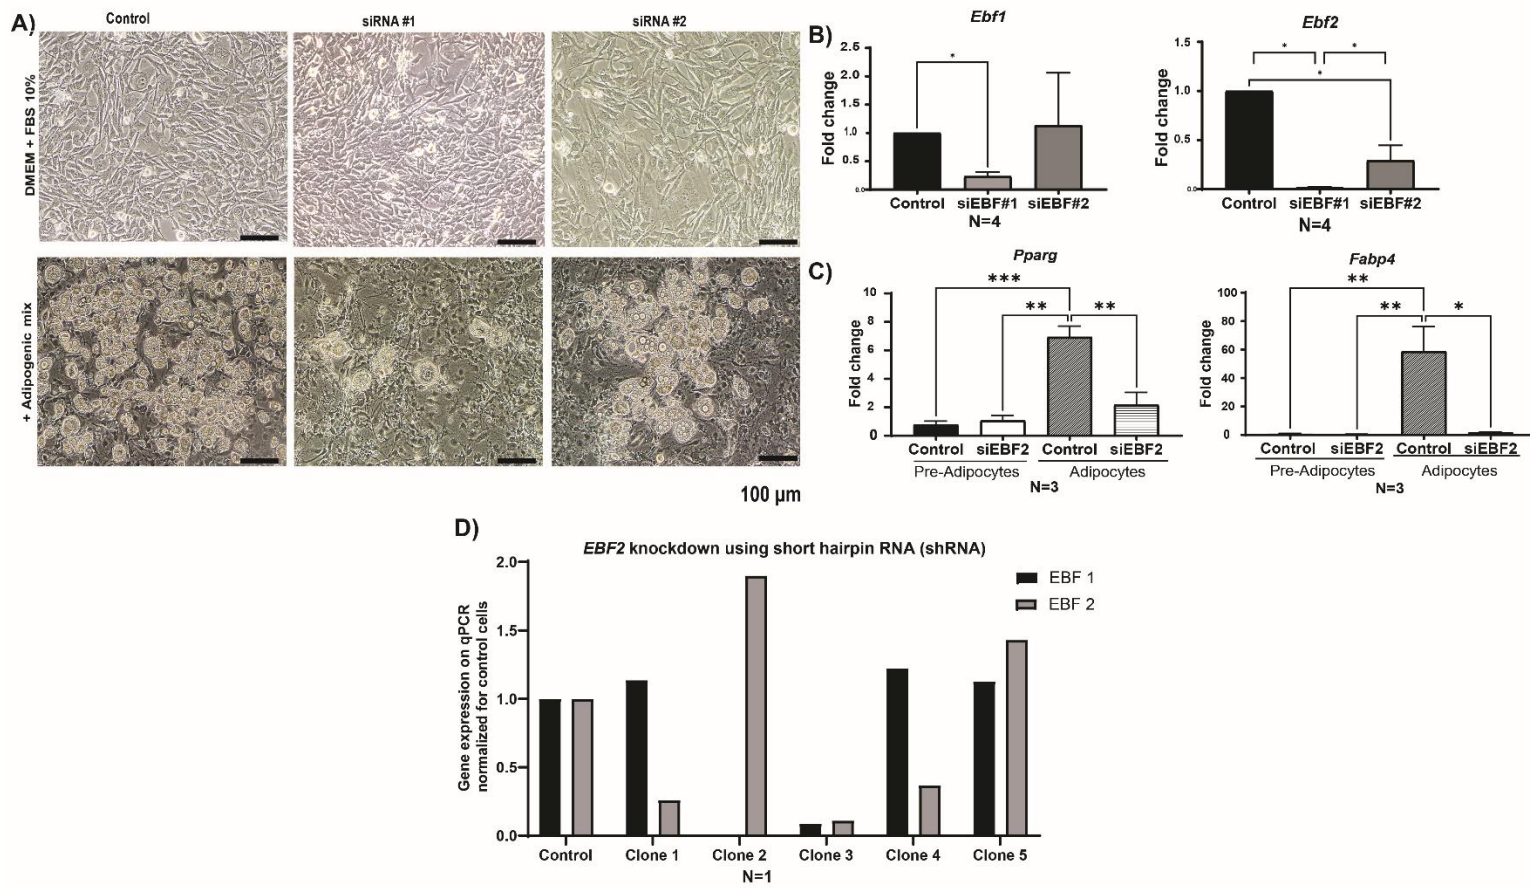 A)
Control
siRNA #1
siRNA #2
DMEM + FBS 10%
+ Adipogenic mix
100 µm
B)
Ebf1
Fold change
2.5
2.0
1.5
1.0
0.5
0.0
*
Control siEBF#1 siEBF#2
N=4
Ebf2
Fold change
1.5
1.0
0.5
0.0
* *
*
Control siEBF#1 siEBF#2
N=4
C)
Pparg
Fold change
10
8
6
4
2
0
***
** **
Control siEBF2 Control siEBF2
Pre-Adipocytes Adipocytes
N=3
Fabp4
Fold change
100
80
60
40
20
0
**
** *
Control siEBF2 Control siEBF2
Pre-Adipocytes Adipocytes
N=3
D)
EBF2 knockdown using short hairpin RNA (shRNA)
Gene expression on qPCR
normalized for control cells
2.0
1.5
1.0
0.5
0.0
EBF 1
EBF 2
Control Clone 1 Clone 2 Clone 3 Clone 4 Clone 5
N=1